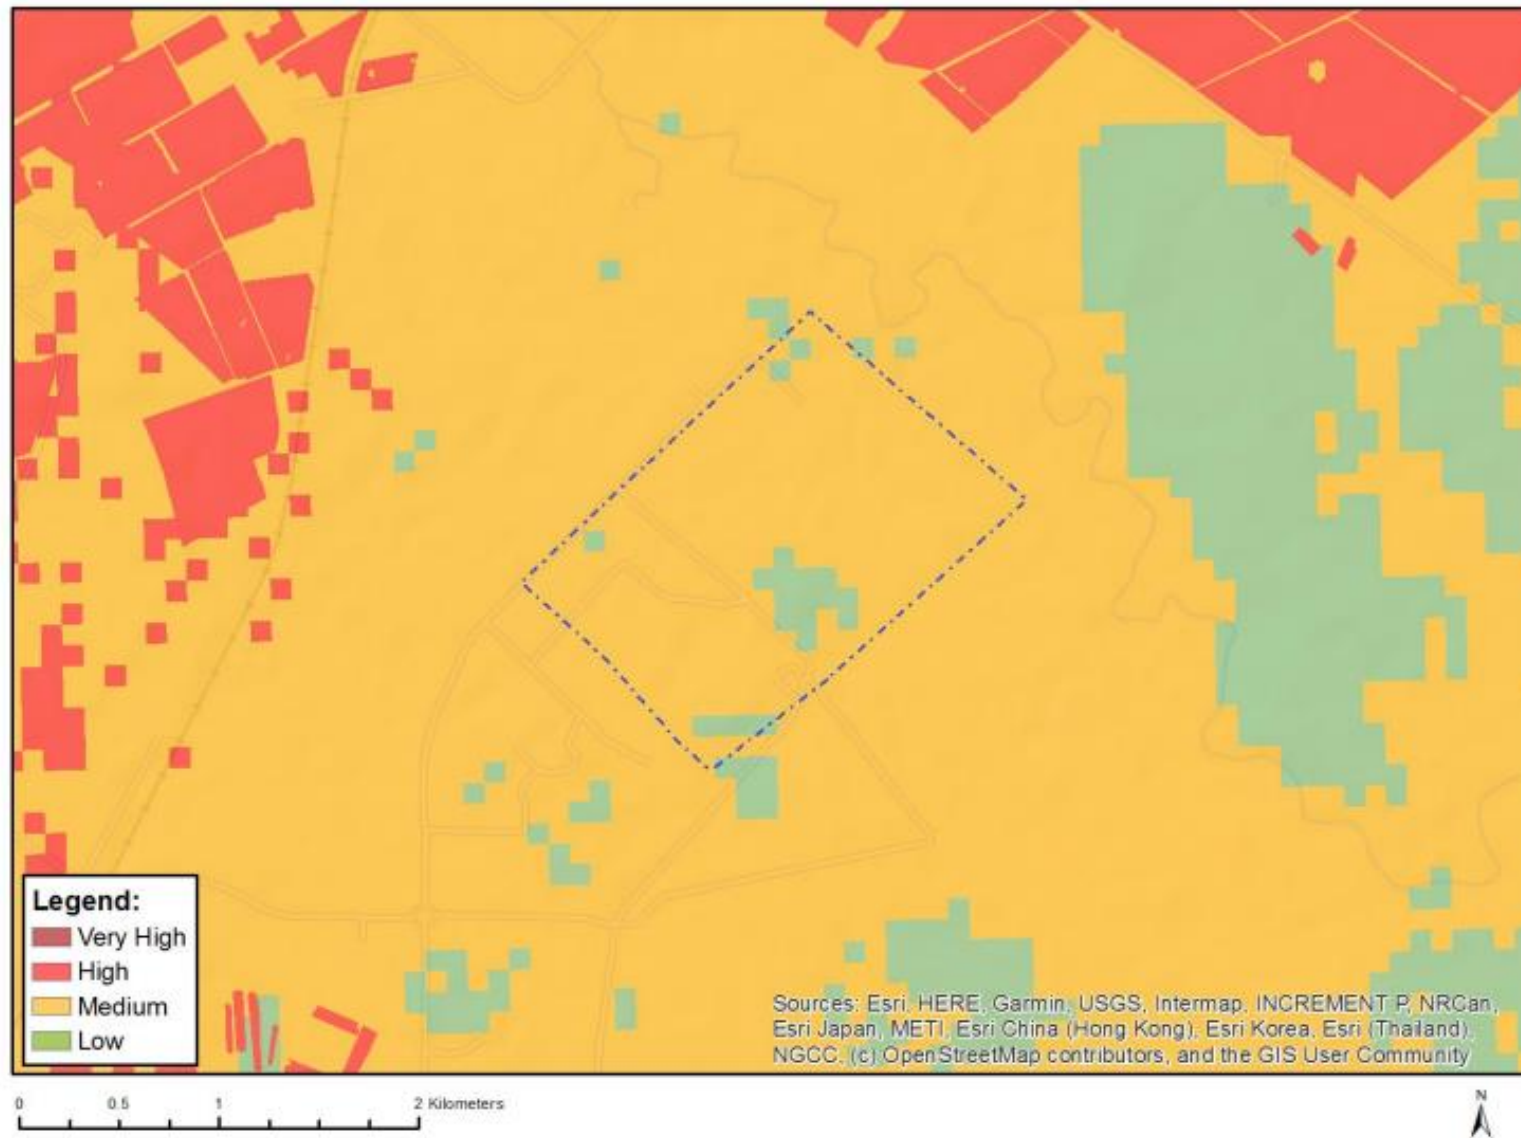 Legend:
Very High
High
Medium
Low
Sources: Esri, HERE, Garmin, USGS, Intermap, INCREMENT P, NRCan,
Esri Japan, METI, Esri China (Hong Kong), Esri Korea, Esri (Thailand),
NGCC, (c) OpenStreetMap contributors, and the GIS User Community
0 0.5 1 2 Kilometers
N